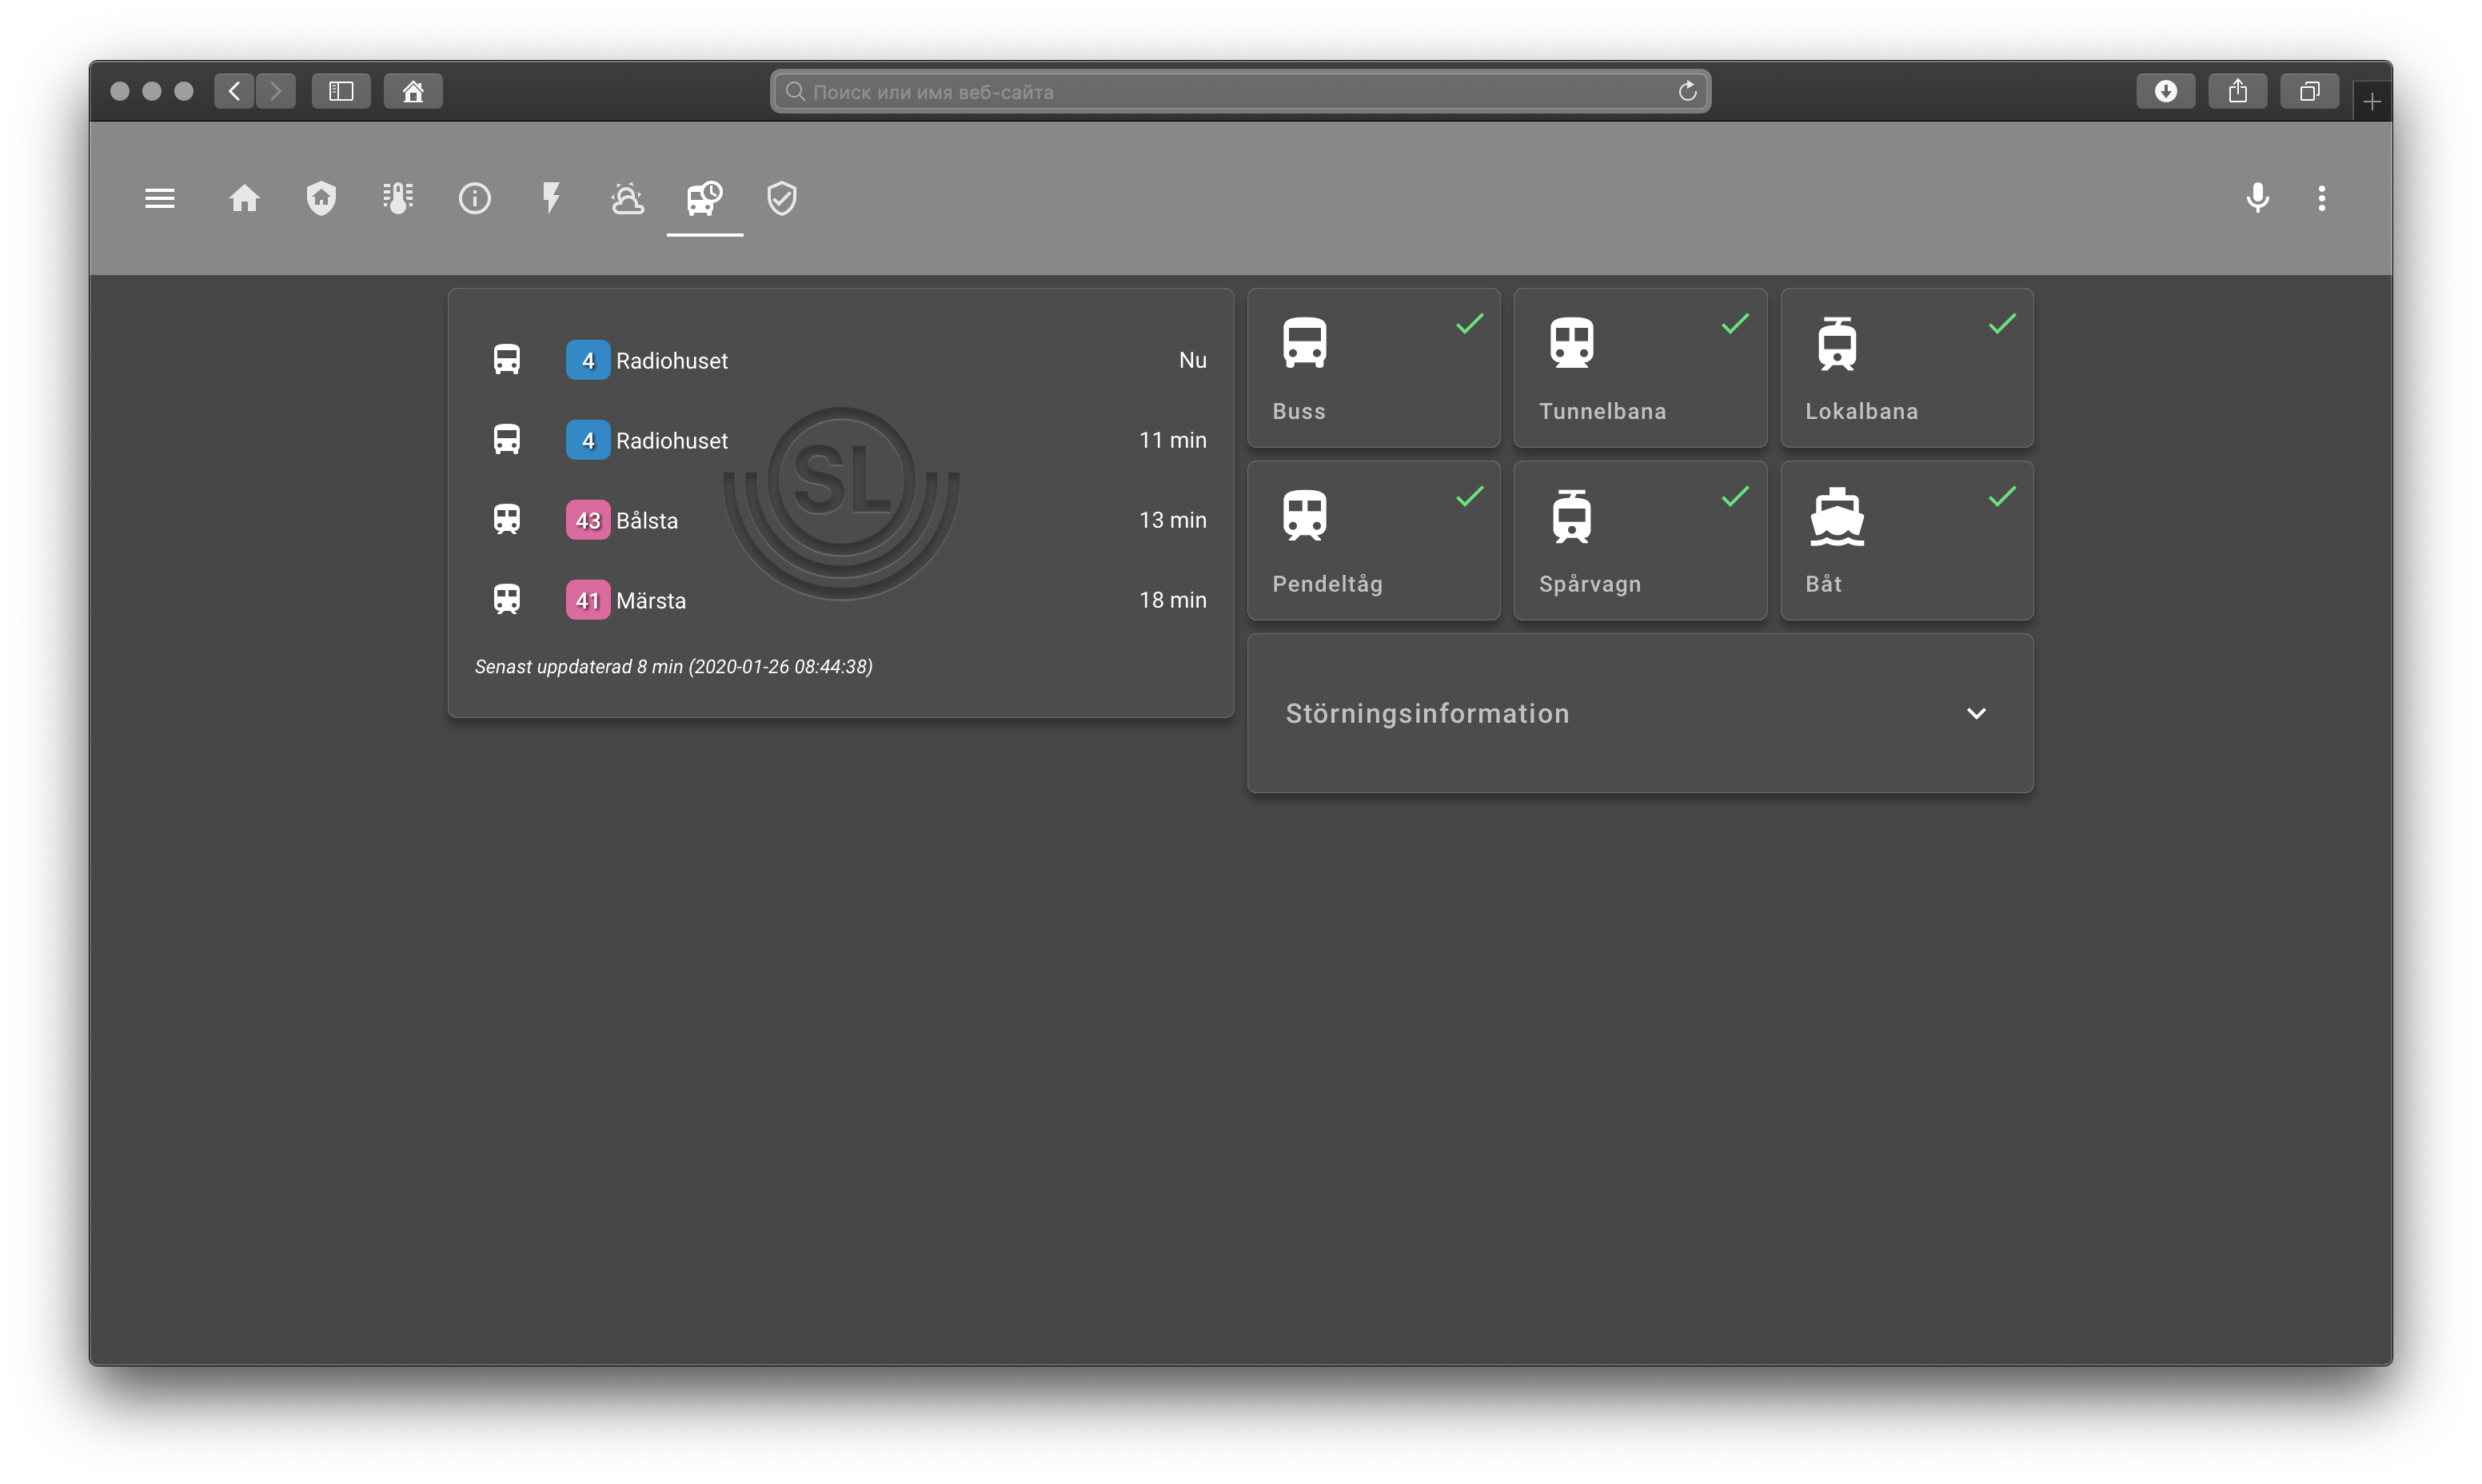 Поиск или имя веб-сайта
4 Radiohuset Nu
4 Radiohuset 11 min
43 Bålsta 13 min
41 Märsta 18 min
SL
Senast uppdaterad 8 min (2020-01-26 08:44:38)
Buss
Tunnelbana
Lokalbana
Pendeltåg
Spårvagn
Båt
Störningsinformation